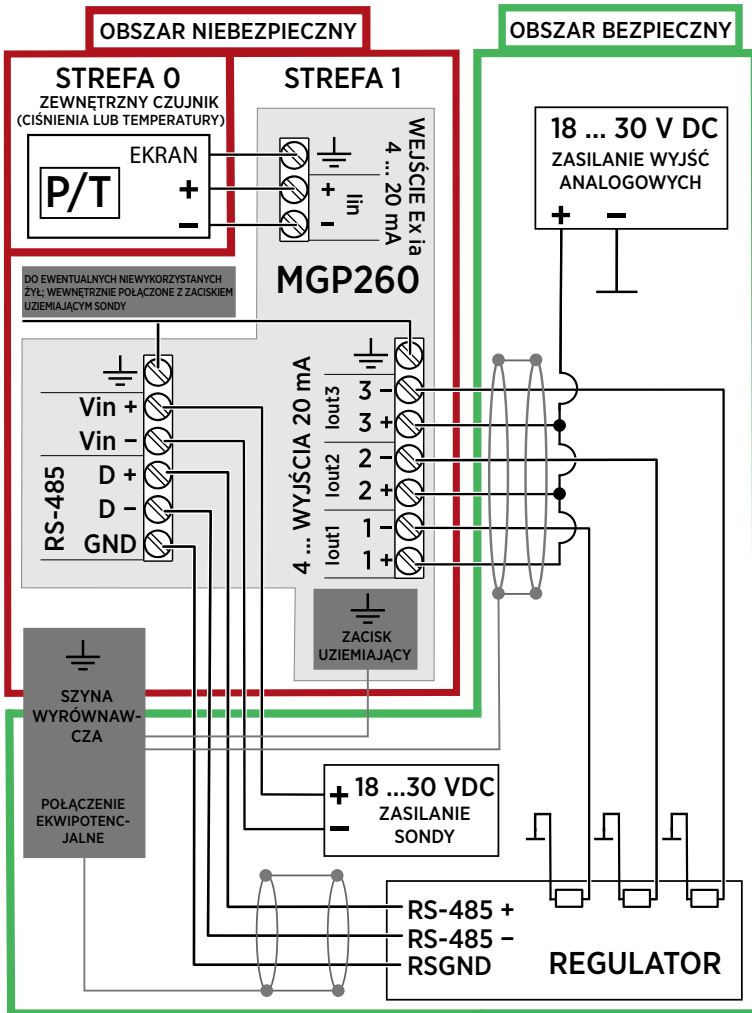 OBSZAR NIEBEZPIECZNY
OBSZAR BEZPIECZNY
STREFA 0
ZEWNĘTRZNY CZUJNIK
(CIŚNIENIA LUB TEMPERATURY)
P/T
EKRAN
+
−
STREFA 1
+
−
Iin
WEJŚCIE Ex ia
4 ... 20 mA
MGP260
18 ... 30 V DC
ZASILANIE WYJŚĆ
ANALOGOWYCH
+ −
DO EWENTUALNYCH NIEWYKORZYSTANYCH
ŻYŁ; WEWNĘTRZNIE POŁĄCZONE Z ZACISKIEM
UZIEMIAJĄCYM SONDY
Vin +
Vin −
RS-485
D +
D −
GND
4 ... WYJŚCIA 20 mA
Iout3
3 −
3 +
Iout2
2 −
2 +
Iout1
1 −
1 +
ZACISK
UZIEMIAJĄCY
SZYNA
WYRÓWNAW-
CZA
POŁĄCZENIE
EKWIPOTENC-
JALNE
+ 18 ...30 VDC
− ZASILANIE
SONDY
RS-485 +
RS-485 −
RSGND
REGULATOR